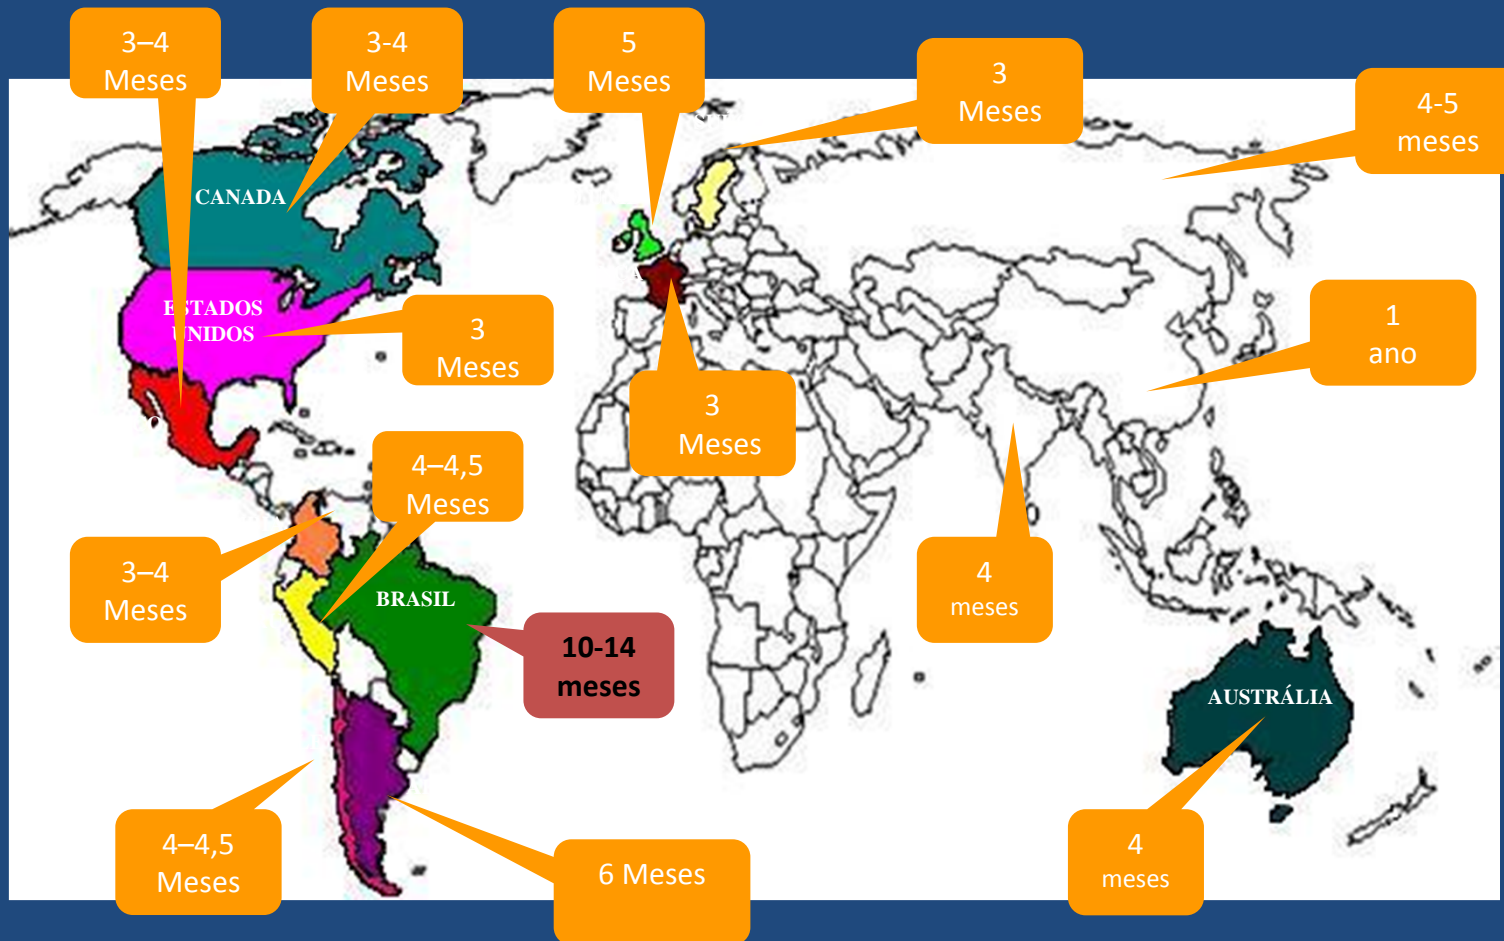 3–4
Meses
3-4
Meses
5
Meses
3
Meses
4-5
meses
CANADA
ESTADOS
UNIDOS
3
Meses
1
ano
3
Meses
4–4,5
Meses
3–4
Meses
BRASIL
4
meses
10-14
meses
AUSTRÁLIA
4–4,5
Meses
6 Meses
4
meses